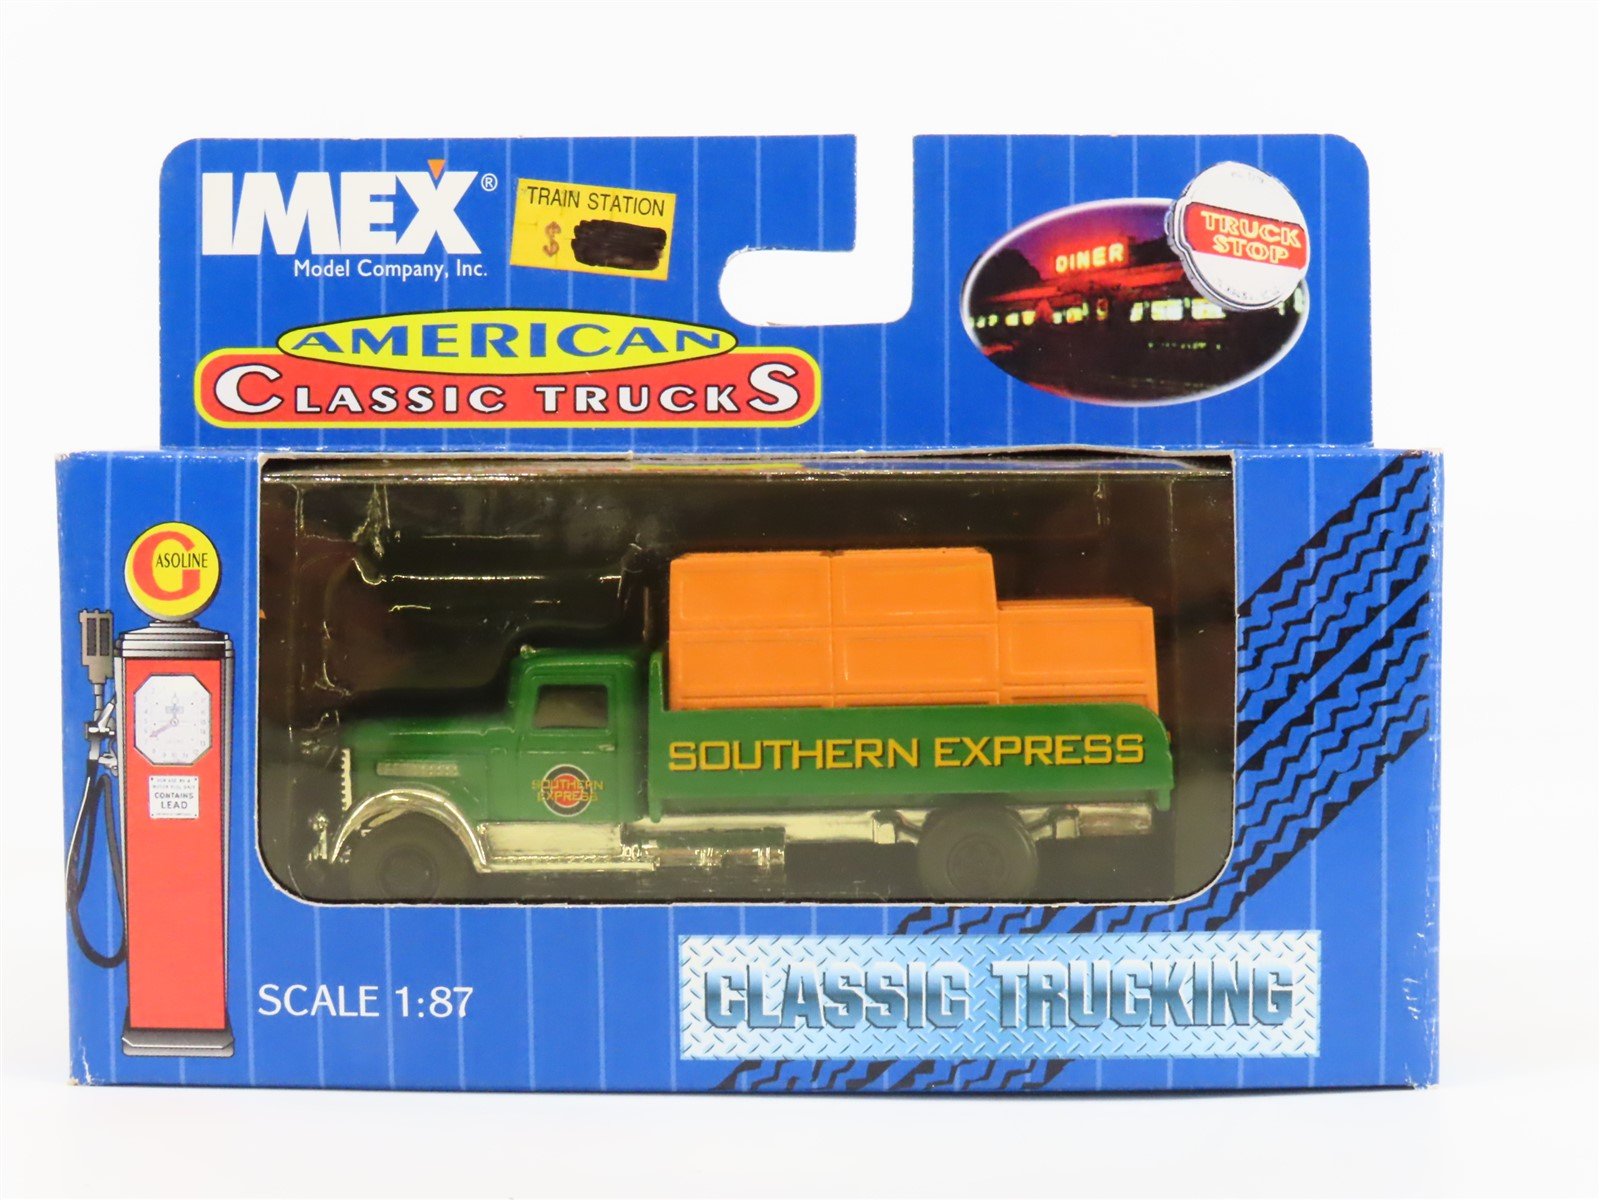 IMEX®
Model Company, Inc.
TRAIN STATION
$
AMERICAN
CLASSIC TRUCKS
DINER
TRUCK
STOP
GASOLINE
CONTAINS
LEAD
SOUTHERN EXPRESS
SOUTHERN
EXPRESS
SCALE 1:87
CLASSIC TRUCKING